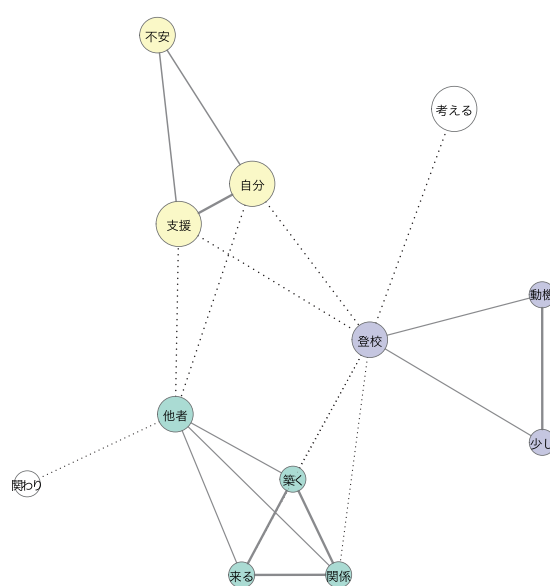 不安
考える
自分
支援
動機
登校
他者
少し
築く
関わり
来る
関係